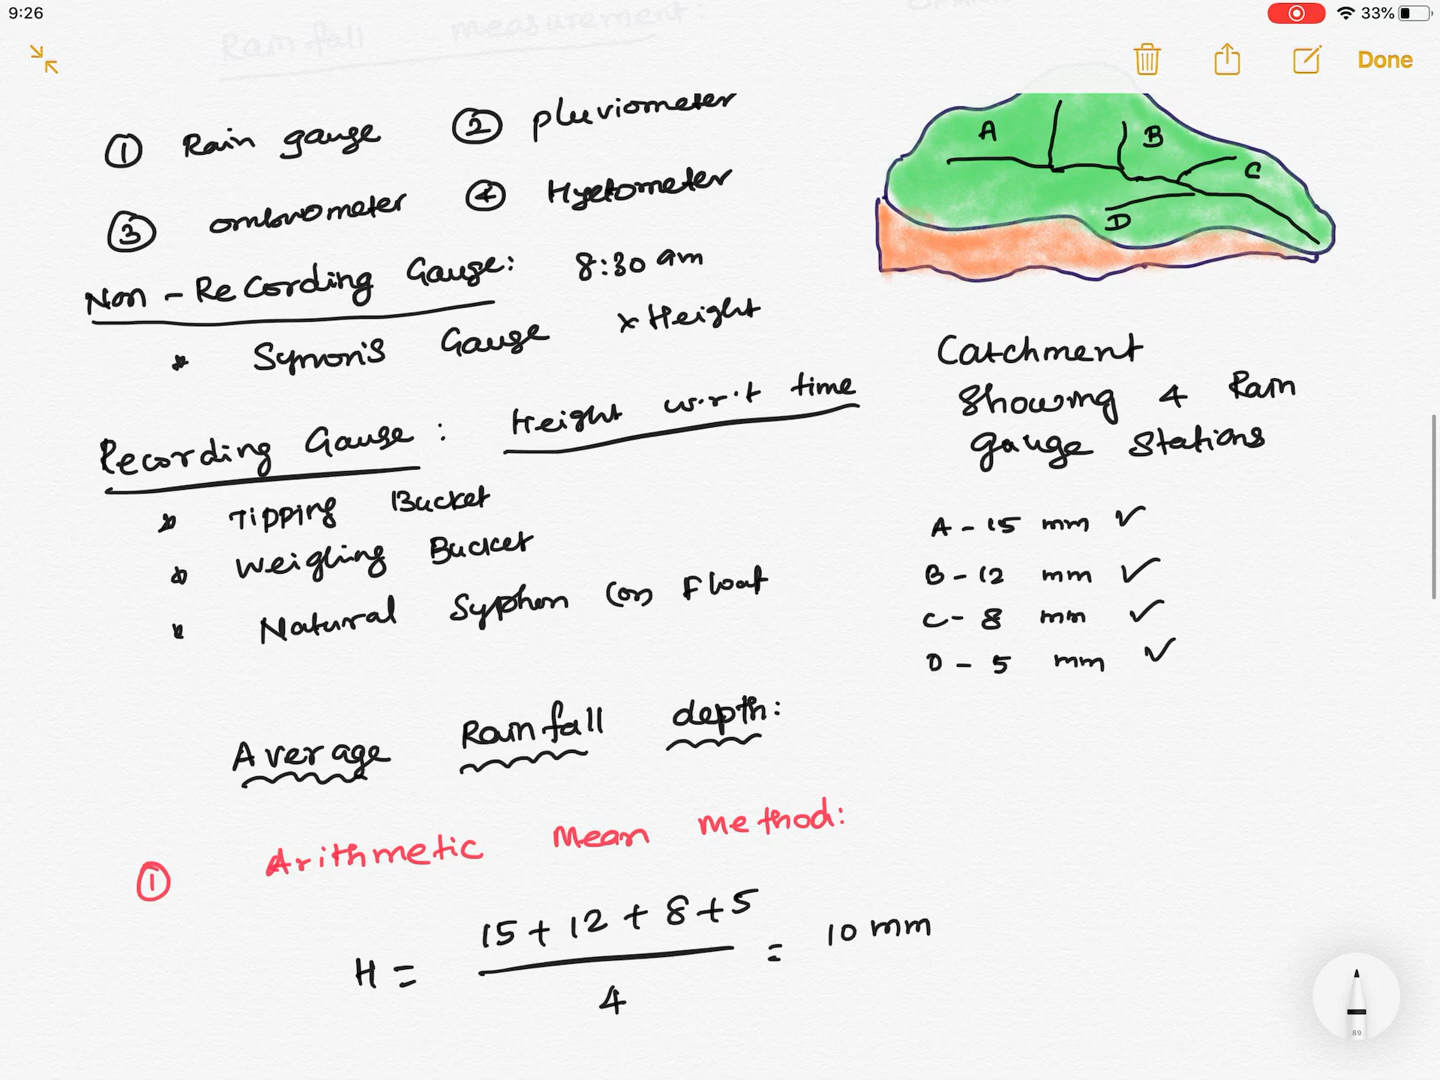 9:26
33%
Rainfall measurement
Done
① Rain gauge ② pluviometer
③ ombrometer ④ Hyetometer
Non-Recording Gauge: 8:30 am
* Symon's Gauge x Height
Recording Gauge: Height w.r.t time
* Tipping Bucket
* Weighing Bucket
* Natural Syphon (or) Float
A
B
C
D
Catchment
Showing 4 Rain
gauge Stations
A - 15 mm ✓
B - 12 mm ✓
C - 8 mm ✓
D - 5 mm ✓
Average Rainfall depth:
① Arithmetic Mean Method:
H = 15 + 12 + 8 + 5 / 4 = 10 mm
89